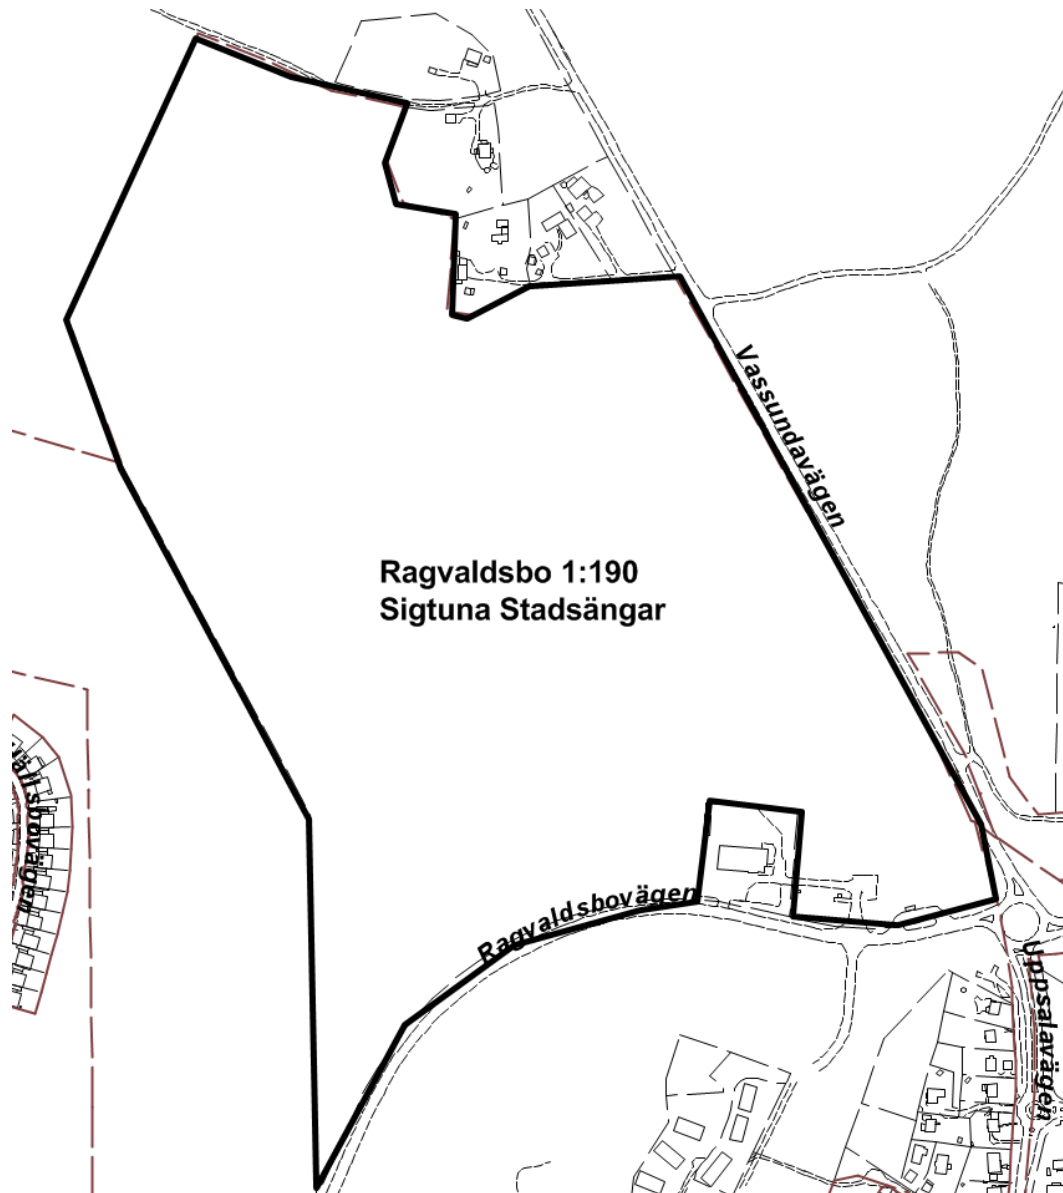 Vassundavägen
Ragvaldsbo 1:190
Sigtuna Stadsängar
Ragvaldsbovägen
Uppsalavägen